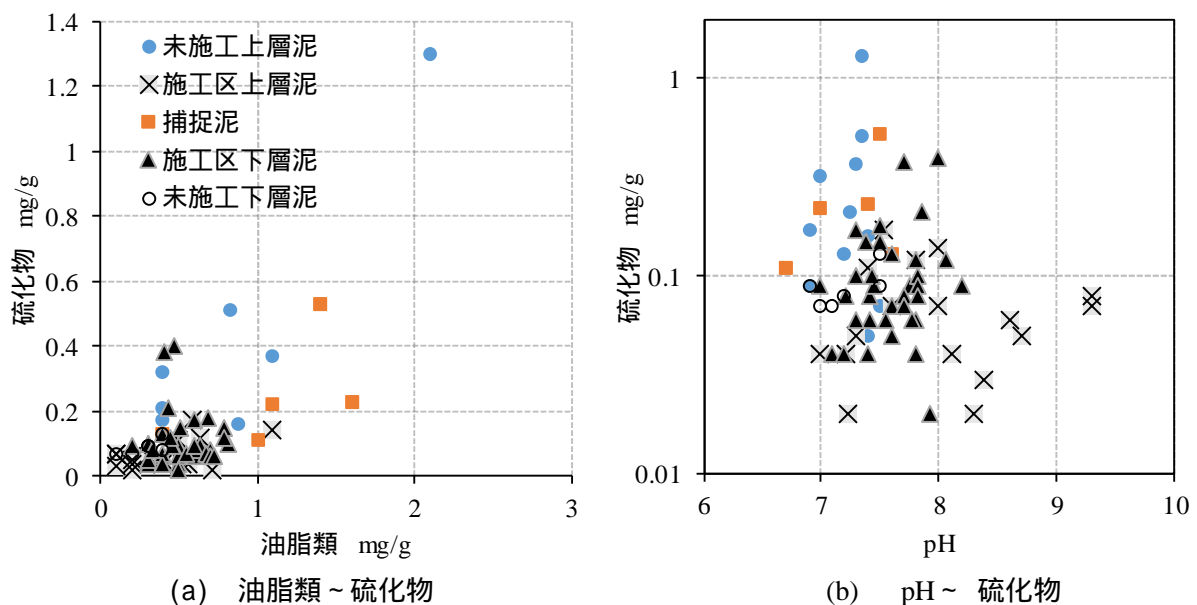 1.4
1.2
1
0.8
0.6
0.4
0.2
0
硫化物 mg/g
未施工上層泥
施工区上層泥
捕捉泥
施工区下層泥
未施工下層泥
0 1 2 3
油脂類 mg/g
(a) 油脂類 ~ 硫化物
1
0.1
0.01
硫化物 mg/g
6 7 8 9 10
pH
(b) pH ~ 硫化物